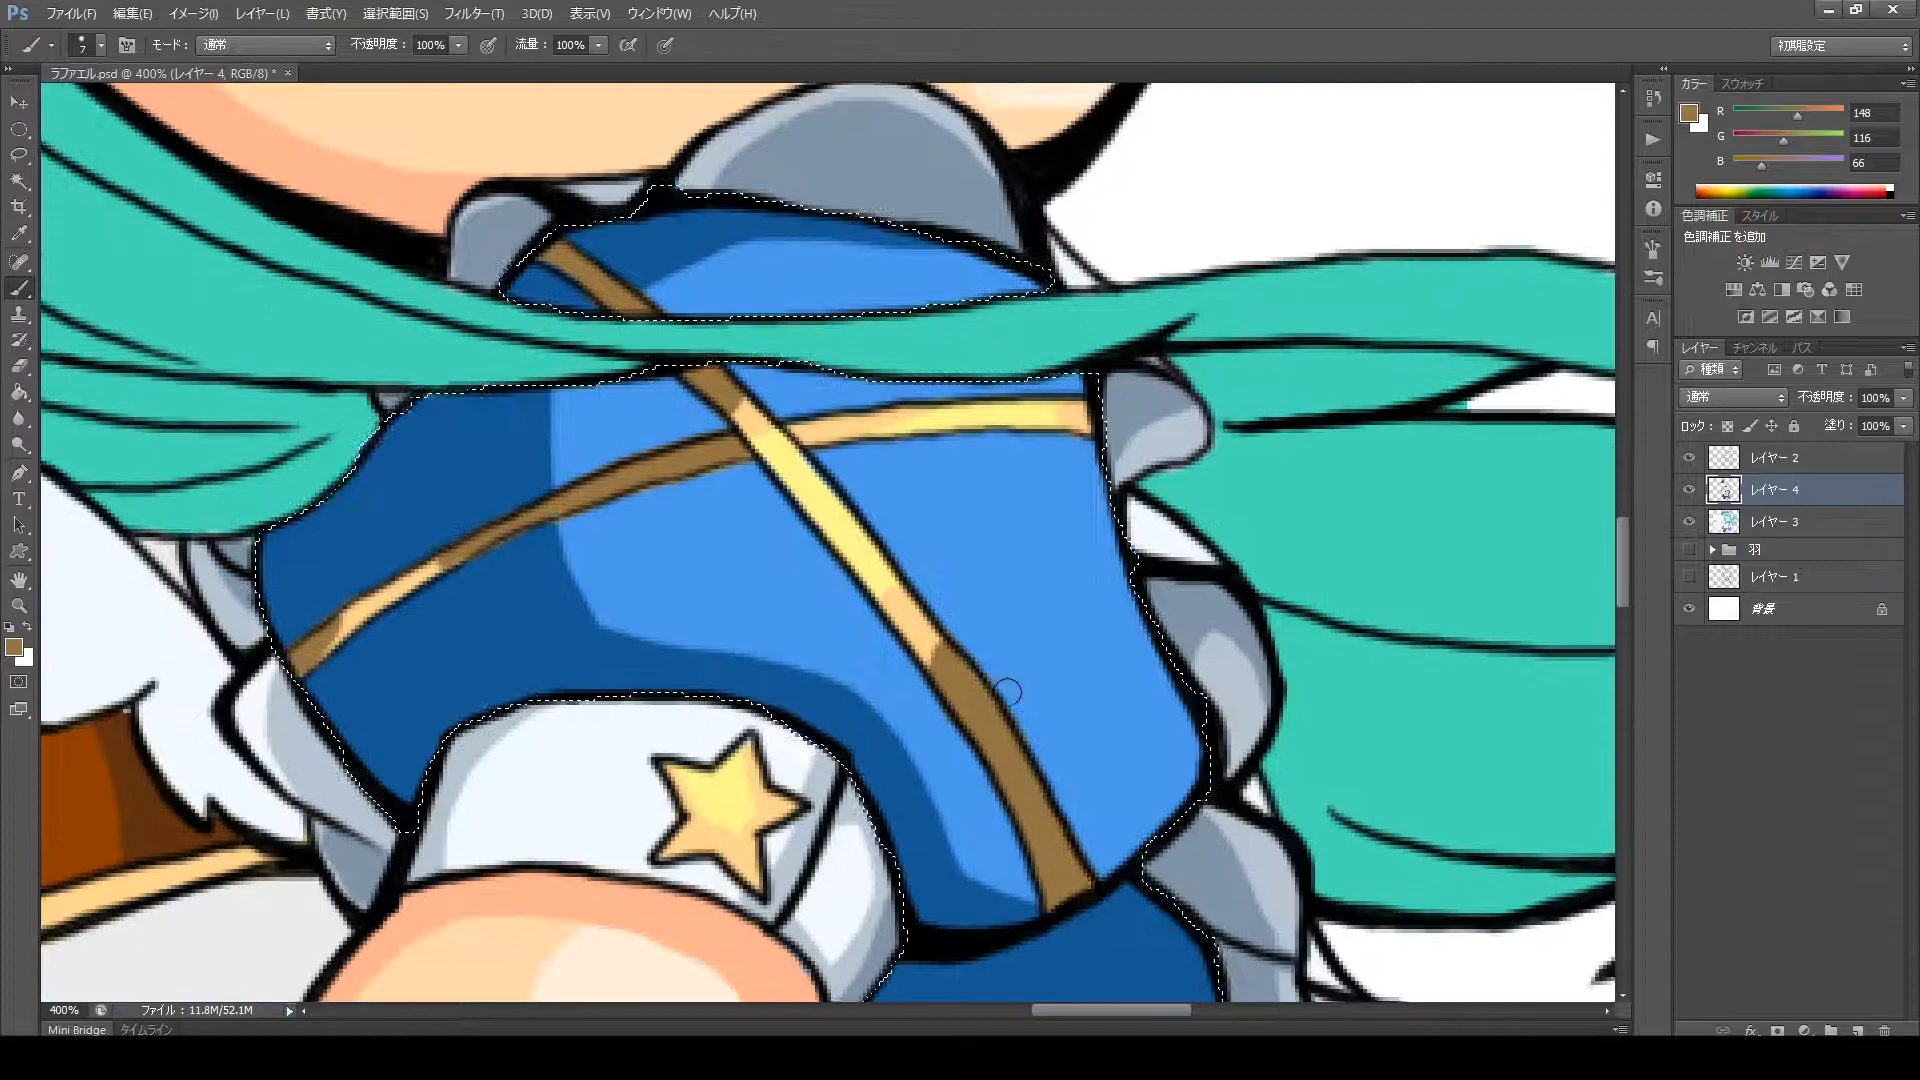 Ps ファイル(F) 編集(E) イメージ(I) レイヤー(L) 書式(Y) 選択範囲(S) フィルター(T) 3D(D) 表示(V) ウィンドウ(W) ヘルプ(H)
7 モード: 通常 不透明度: 100% 流量: 100% 初期設定
ラファエル.psd @ 400% (レイヤー 4, RGB/8) * ×
カラー スウォッチ
R 148
G 116
B 66
色調補正 スタイル
色調補正を追加
レイヤー チャンネル パス
種類
通常 不透明度: 100%
ロック: 塗り: 100%
レイヤー 2
レイヤー 4
レイヤー 3
羽
レイヤー 1
背景
400% ファイル : 11.8M/52.1M
Mini Bridge タイムライン